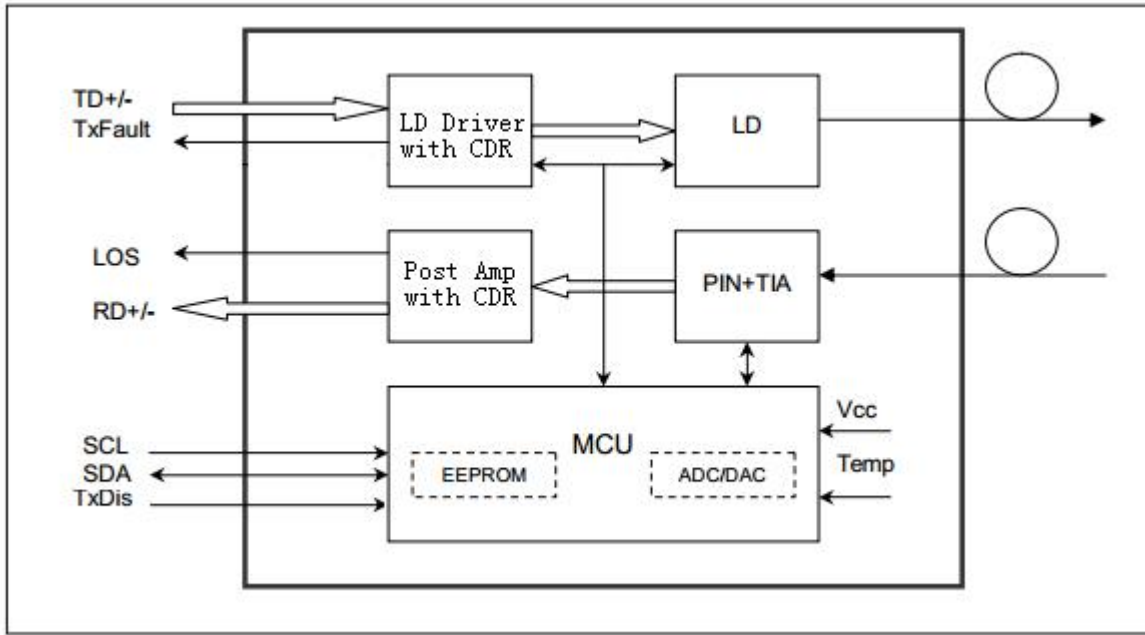 TD+/-
TxFault
LD Driver
with CDR
LD
LOS
RD+/-
Post Amp
with CDR
PIN+TIA
SCL
SDA
TxDis
MCU
EEPROM
ADC/DAC
Vcc
Temp